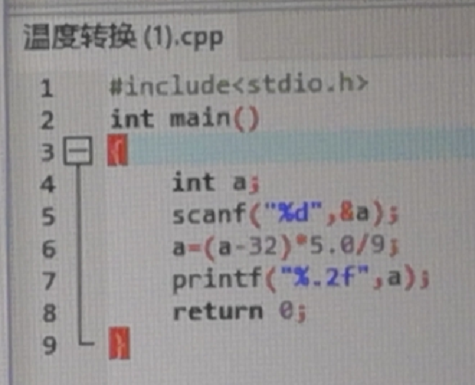 温度转换 (1).cpp
1 #include<stdio.h>
2 int main()
3 {
4 int a;
5 scanf("%d",&a);
6 a=(a-32)*5.0/9;
7 printf("%.2f",a);
8 return 0;
9 }